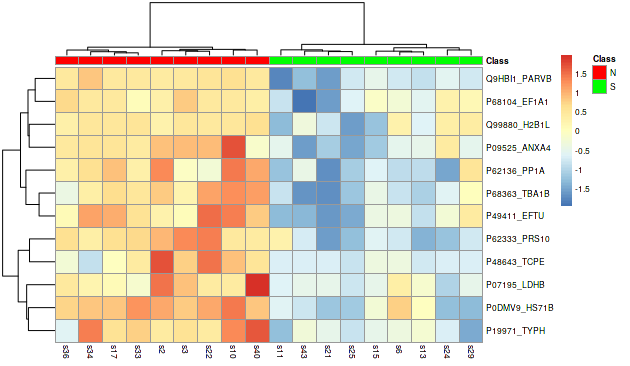 Class
Q9HBI1_PARVB
P68104_EF1A1
Q99880_H2B1L
P09525_ANXA4
P62136_PP1A
P68363_TBA1B
P49411_EFTU
P62333_PRS10
P48643_TCPE
P07195_LDHB
P0DMV9_HS71B
P19971_TYPH
s36 s34 s17 s33 s2 s3 s22 s10 s40 s11 s43 s21 s25 s15 s6 s13 s24 s29
1.5
1
0.5
0
-0.5
-1
-1.5
Class
N
S